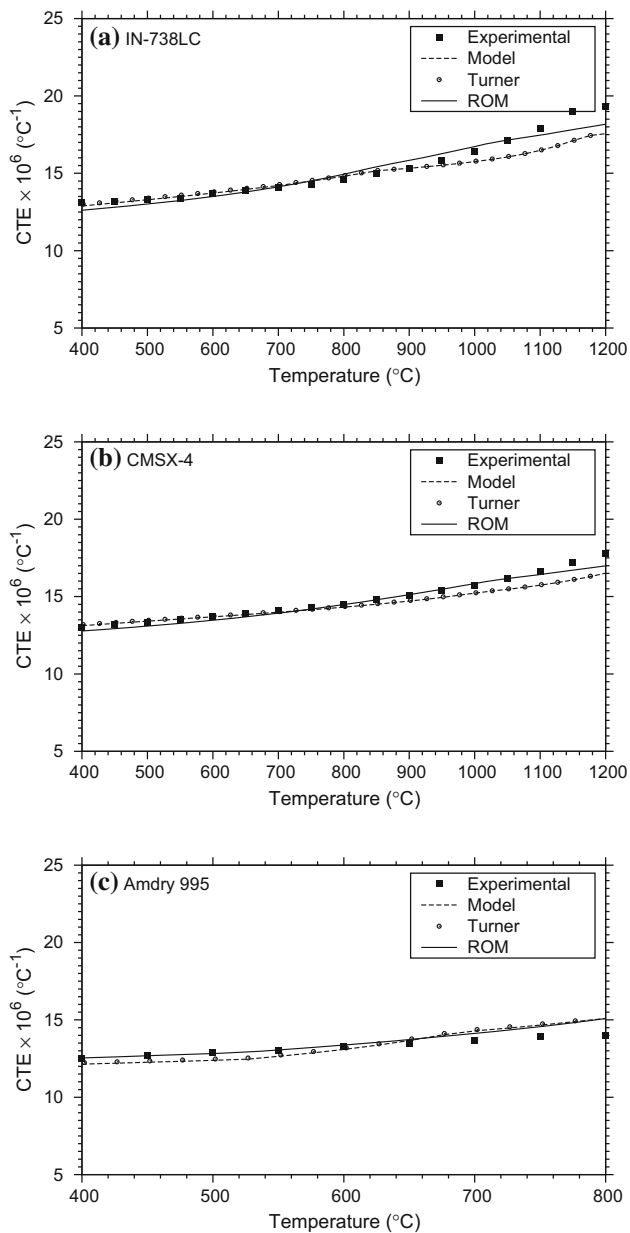 (a) IN-738LC
Experimental
Model
Turner
ROM
CTE × 10⁶ (°C⁻¹)
25
20
15
10
5
400 500 600 700 800 900 1000 1100 1200
Temperature (°C)
(b) CMSX-4
Experimental
Model
Turner
ROM
CTE × 10⁶ (°C⁻¹)
25
20
15
10
5
400 500 600 700 800 900 1000 1100 1200
Temperature (°C)
(c) Amdry 995
Experimental
Model
Turner
ROM
CTE × 10⁶ (°C⁻¹)
25
20
15
10
5
400 500 600 700 800
Temperature (°C)